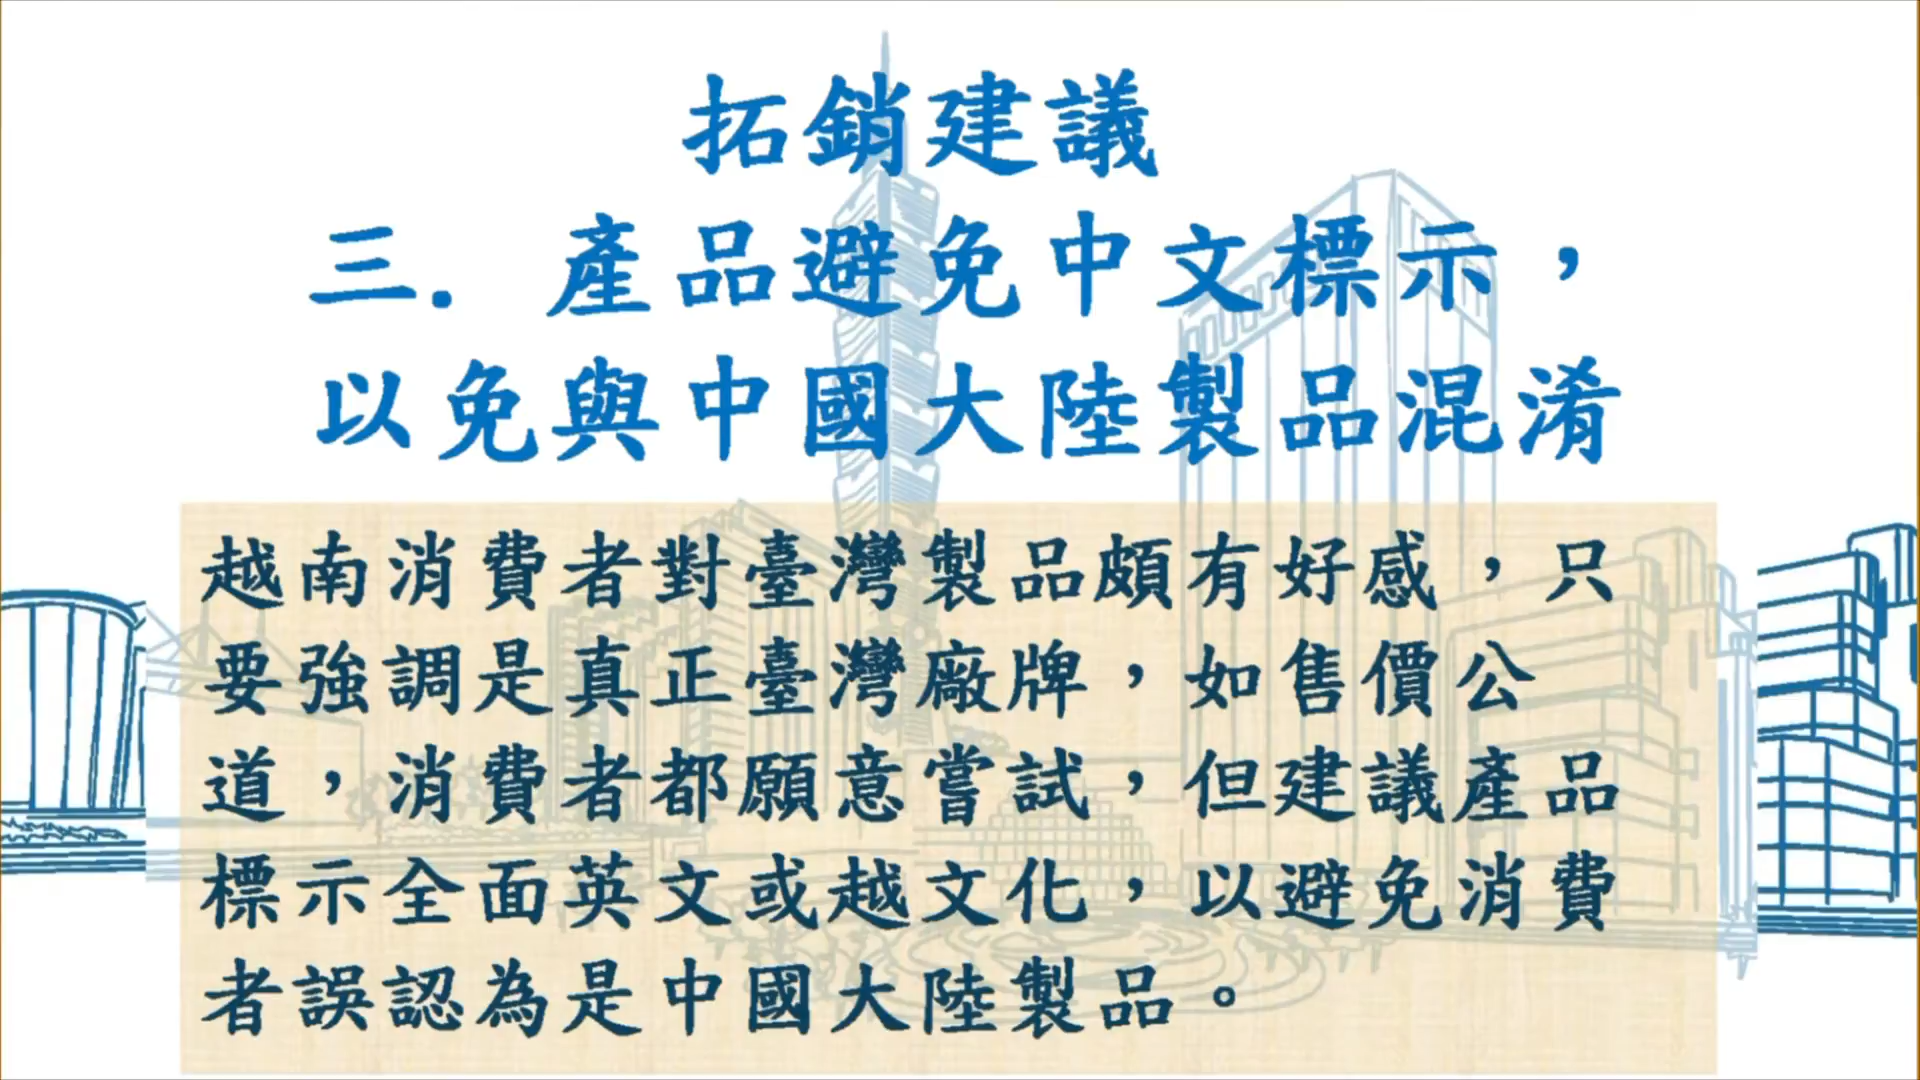 拓銷建議
三. 產品避免中文標示，
以免與中國大陸製品混淆
越南消費者對臺灣製品頗有好感，只
要強調是真正臺灣廠牌，如售價公
道，消費者都願意嘗試，但建議產品
標示全面英文或越文化，以避免消費
者誤認為是中國大陸製品。